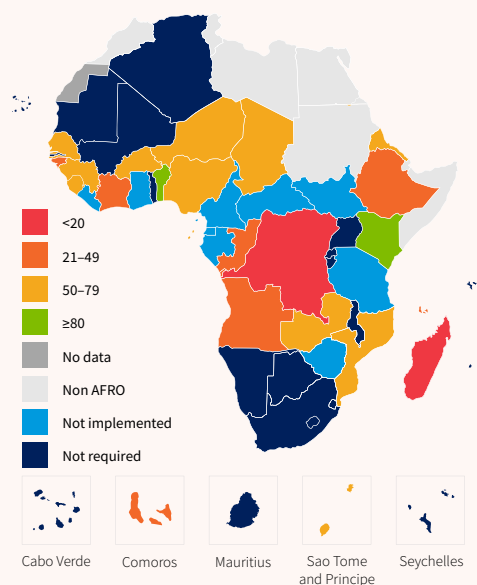 <20
21–49
50–79
≥80
No data
Non AFRO
Not implemented
Not required
Cabo Verde
Comoros
Mauritius
Sao Tome
and Principe
Seychelles